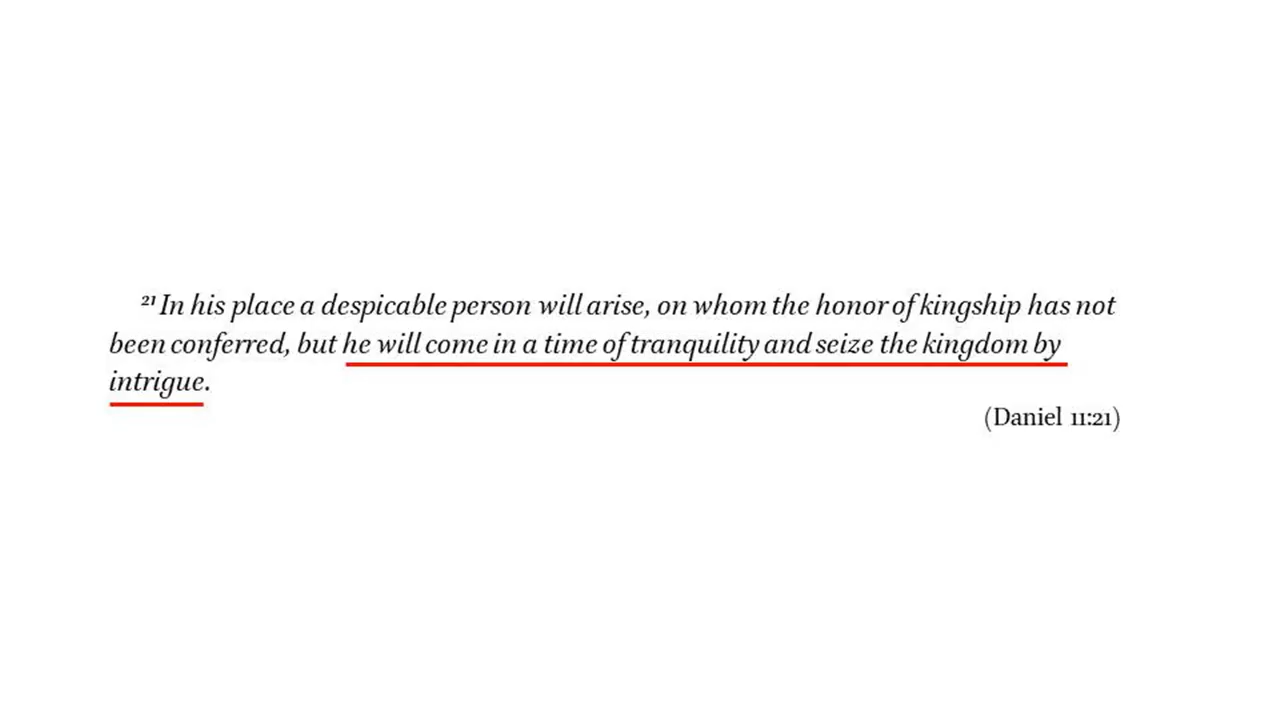 ²¹ In his place a despicable person will arise, on whom the honor of kingship has not
been conferred, but he will come in a time of tranquility and seize the kingdom by
intrigue.
(Daniel 11:21)